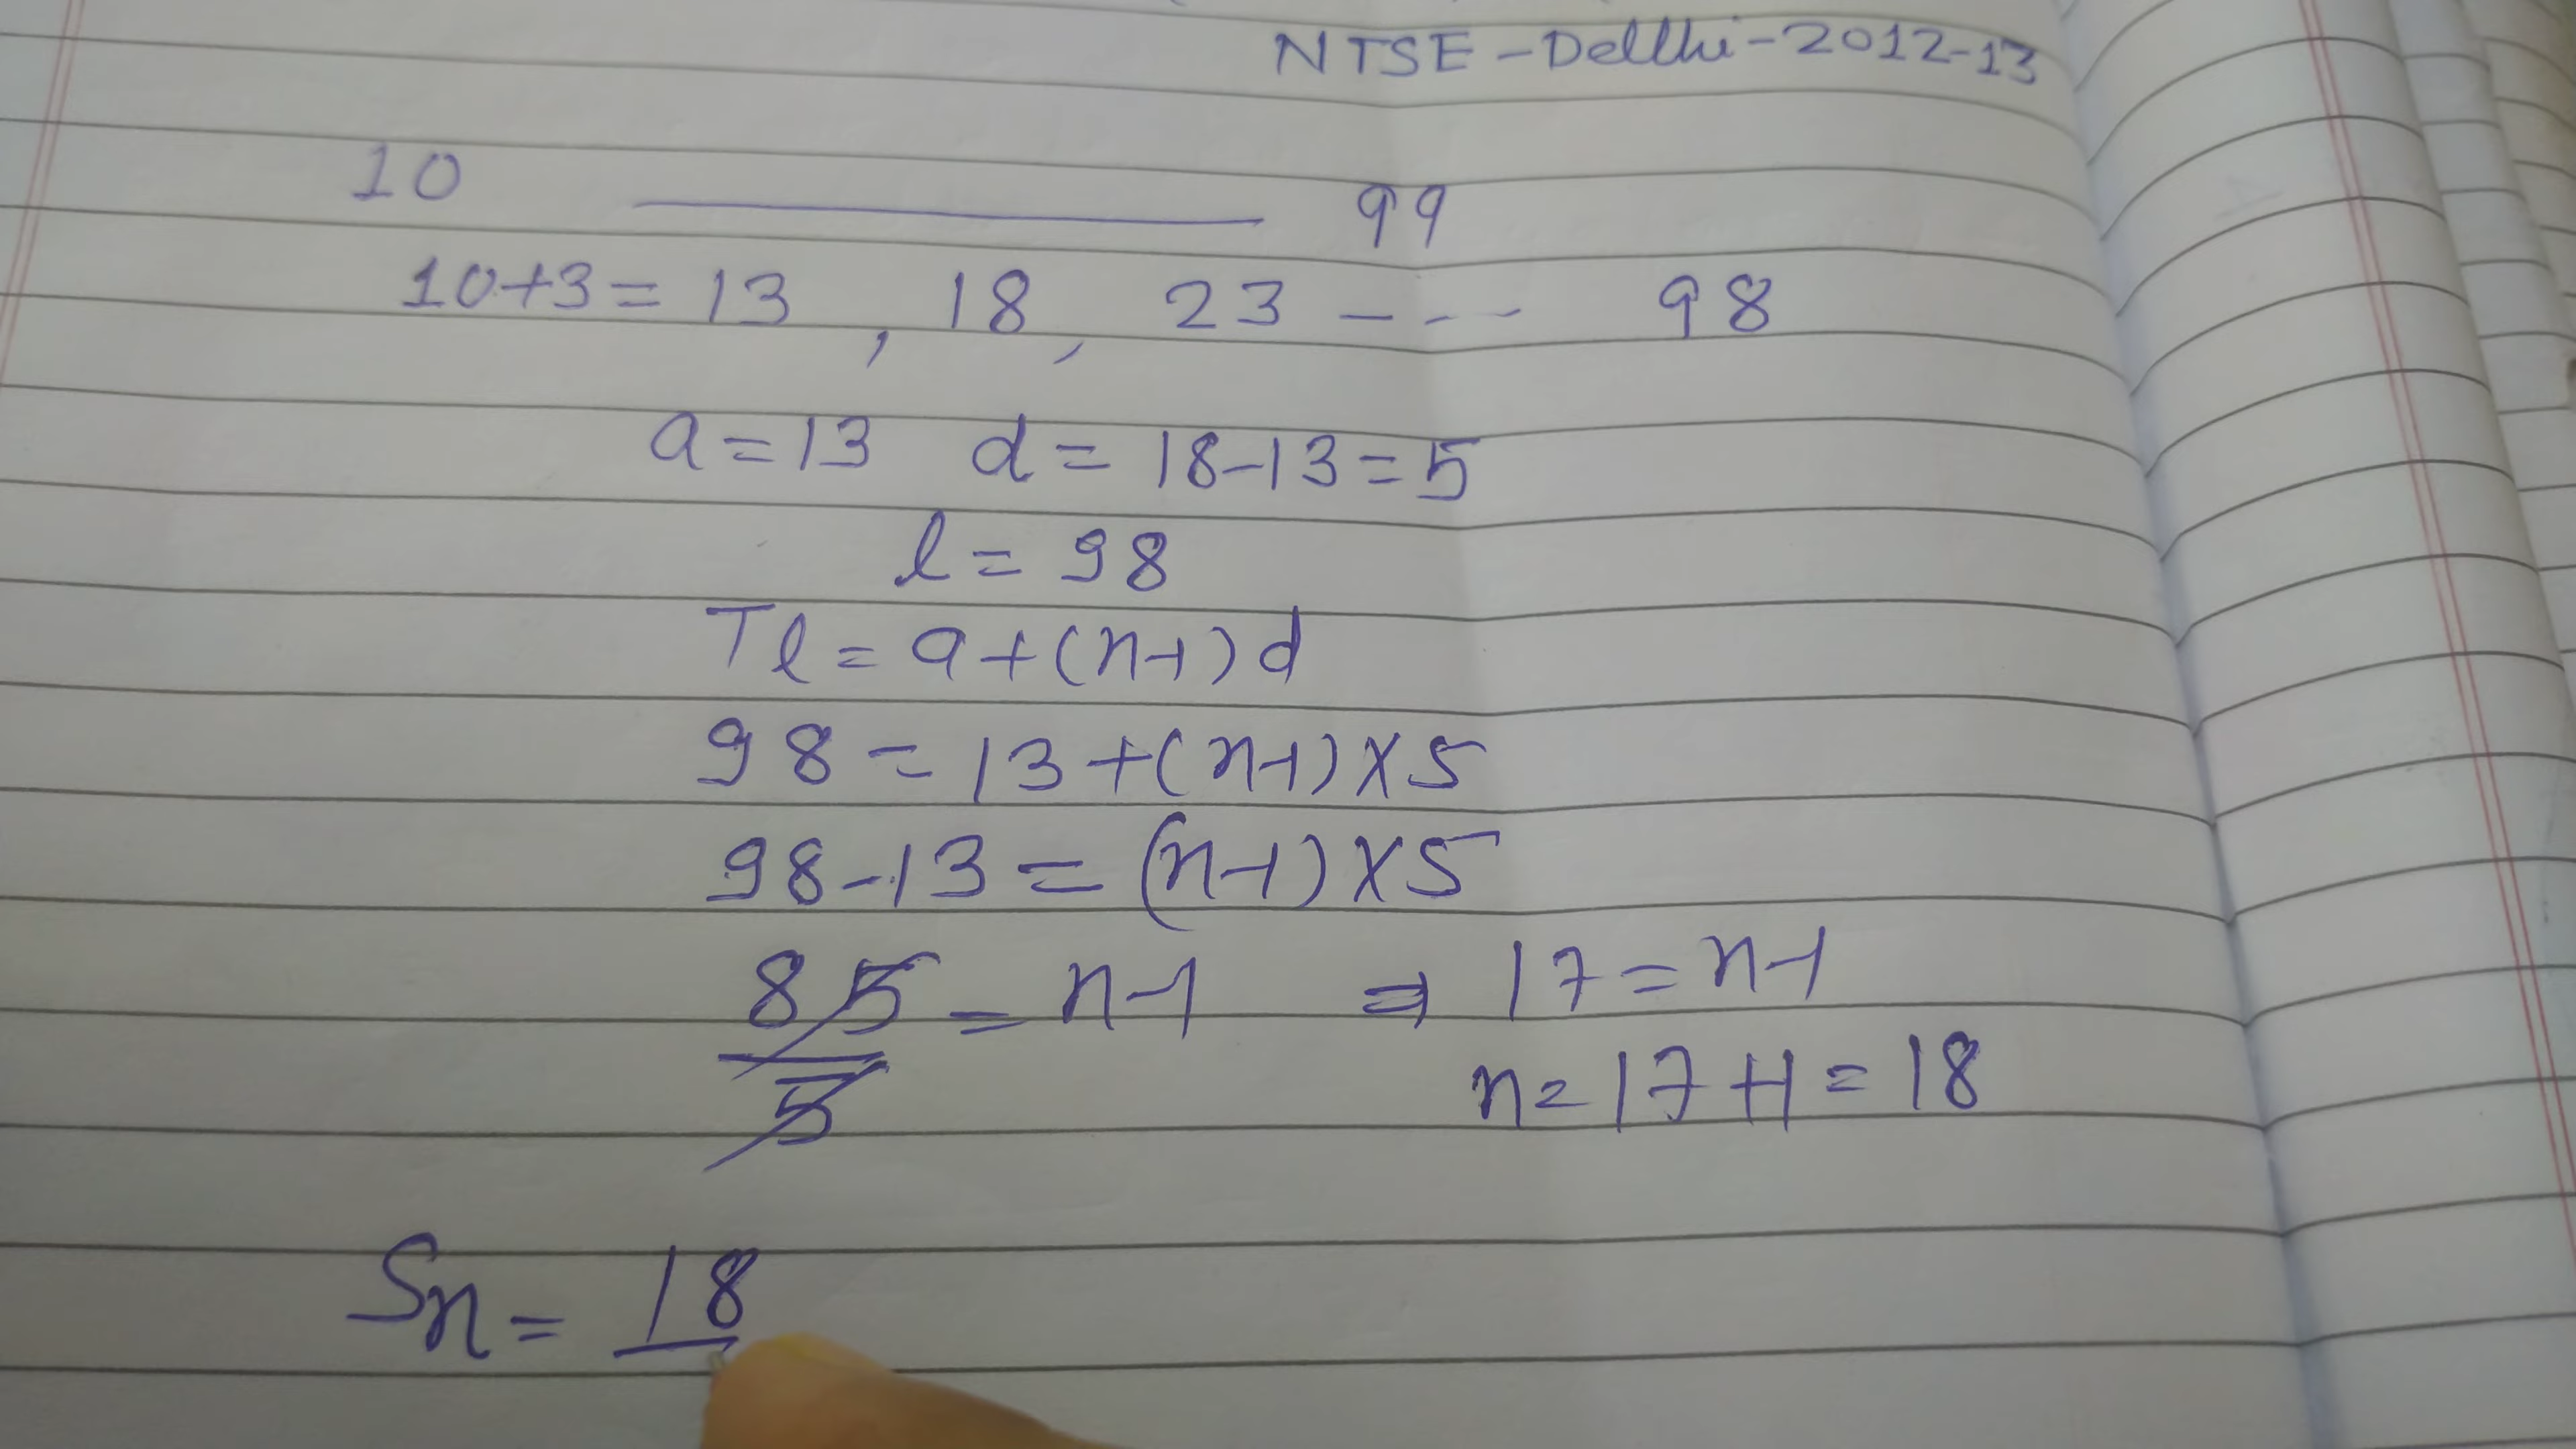 NTSE - Dellhi - 2012-13
10 ——— 99
10+3 = 13 , 18 , 23 - - - 98
a = 13 d = 18-13 = 5
l = 98
Tl = a + (n-1) d
98 = 13 + (n-1) X 5
98-13 = (n-1) X 5
85/5 = n-1 ⇒ 17 = n-1
n = 17+1 = 18
Sn = 18